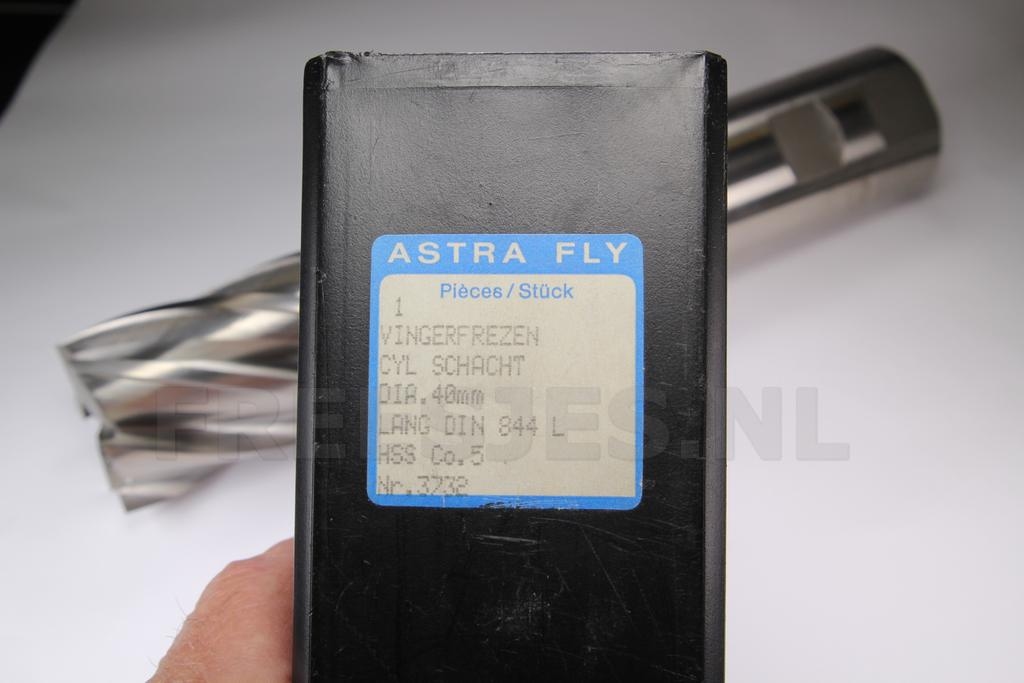 ASTRA FLY
Pièces/Stück
1
VINGERFREZEN
CYL SCHACHT
DIA.40mm
LANG DIN 844 L
HSS Co.5
Nr.3732
FREESJES.NL